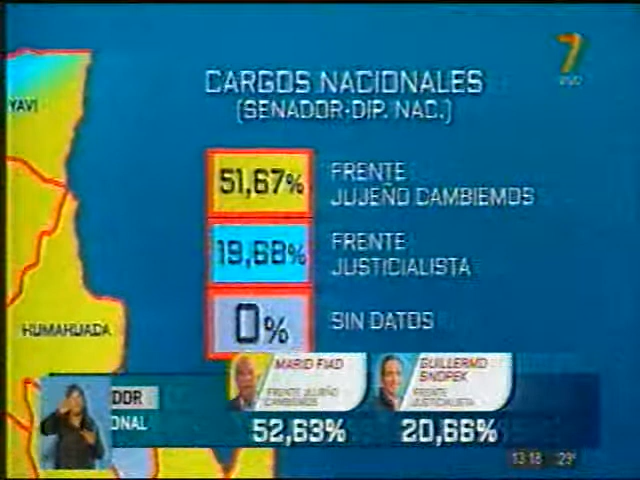 7
CARGOS NACIONALES
(SENADOR-DIP. NAC.)
YAVI
51,67%
FRENTE
JUJEÑO CAMBIEMOS
19,68%
FRENTE
JUSTICIALISTA
HUMAHUACA
0%
SIN DATOS
MARIO FIAD
FRENTE JUJEÑO
CAMBIEMOS
52,63%
GUILLERMO
SNOPEK
FRENTE
JUSTICIALISTA
20,66%
DOR
ONAL
13:18 29°